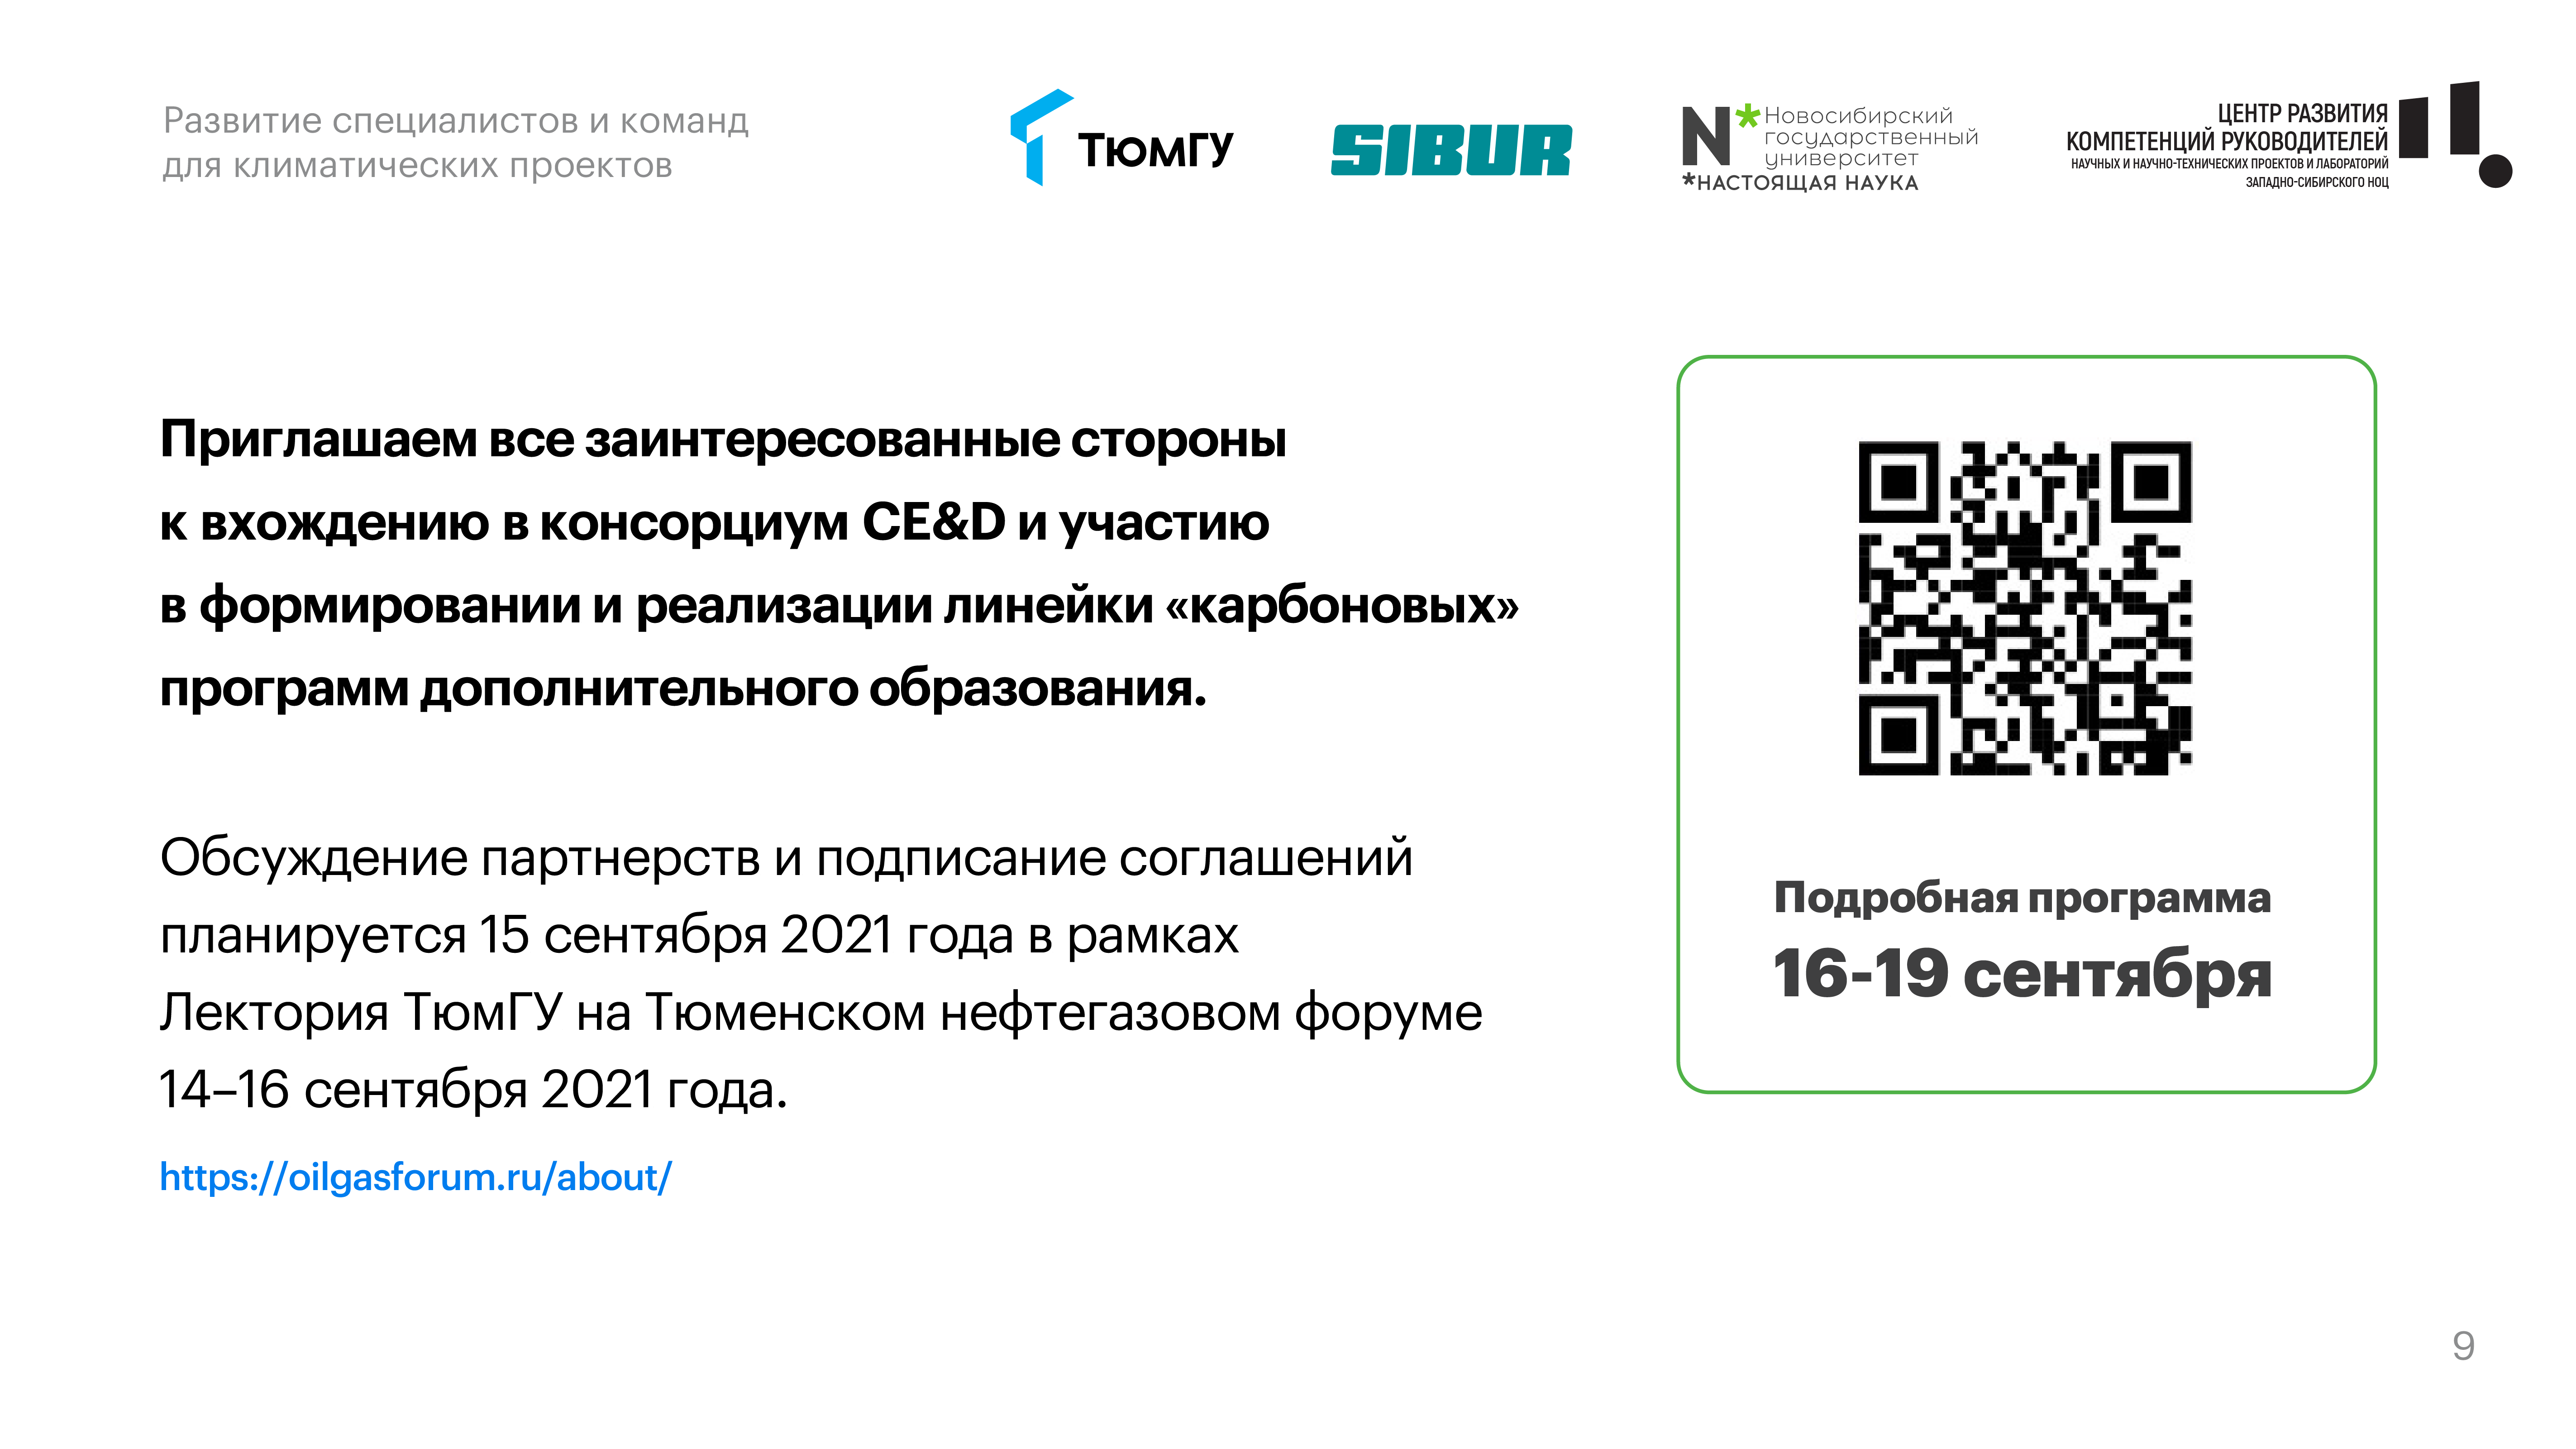 Развитие специалистов и команд
для климатических проектов
ТюмГУ
SIBUR
N*
Новосибирский
государственный
университет
*НАСТОЯЩАЯ НАУКА
ЦЕНТР РАЗВИТИЯ
КОМПЕТЕНЦИЙ РУКОВОДИТЕЛЕЙ
НАУЧНЫХ И НАУЧНО-ТЕХНИЧЕСКИХ ПРОЕКТОВ И ЛАБОРАТОРИЙ
ЗАПАДНО-СИБИРСКОГО НОЦ
Приглашаем все заинтересованные стороны
к вхождению в консорциум CE&D и участию
в формировании и реализации линейки «карбоновых»
программ дополнительного образования.
Обсуждение партнерств и подписание соглашений
планируется 15 сентября 2021 года в рамках
Лектория ТюмГУ на Тюменском нефтегазовом форуме
14–16 сентября 2021 года.
https://oilgasforum.ru/about/
Подробная программа
16-19 сентября
9